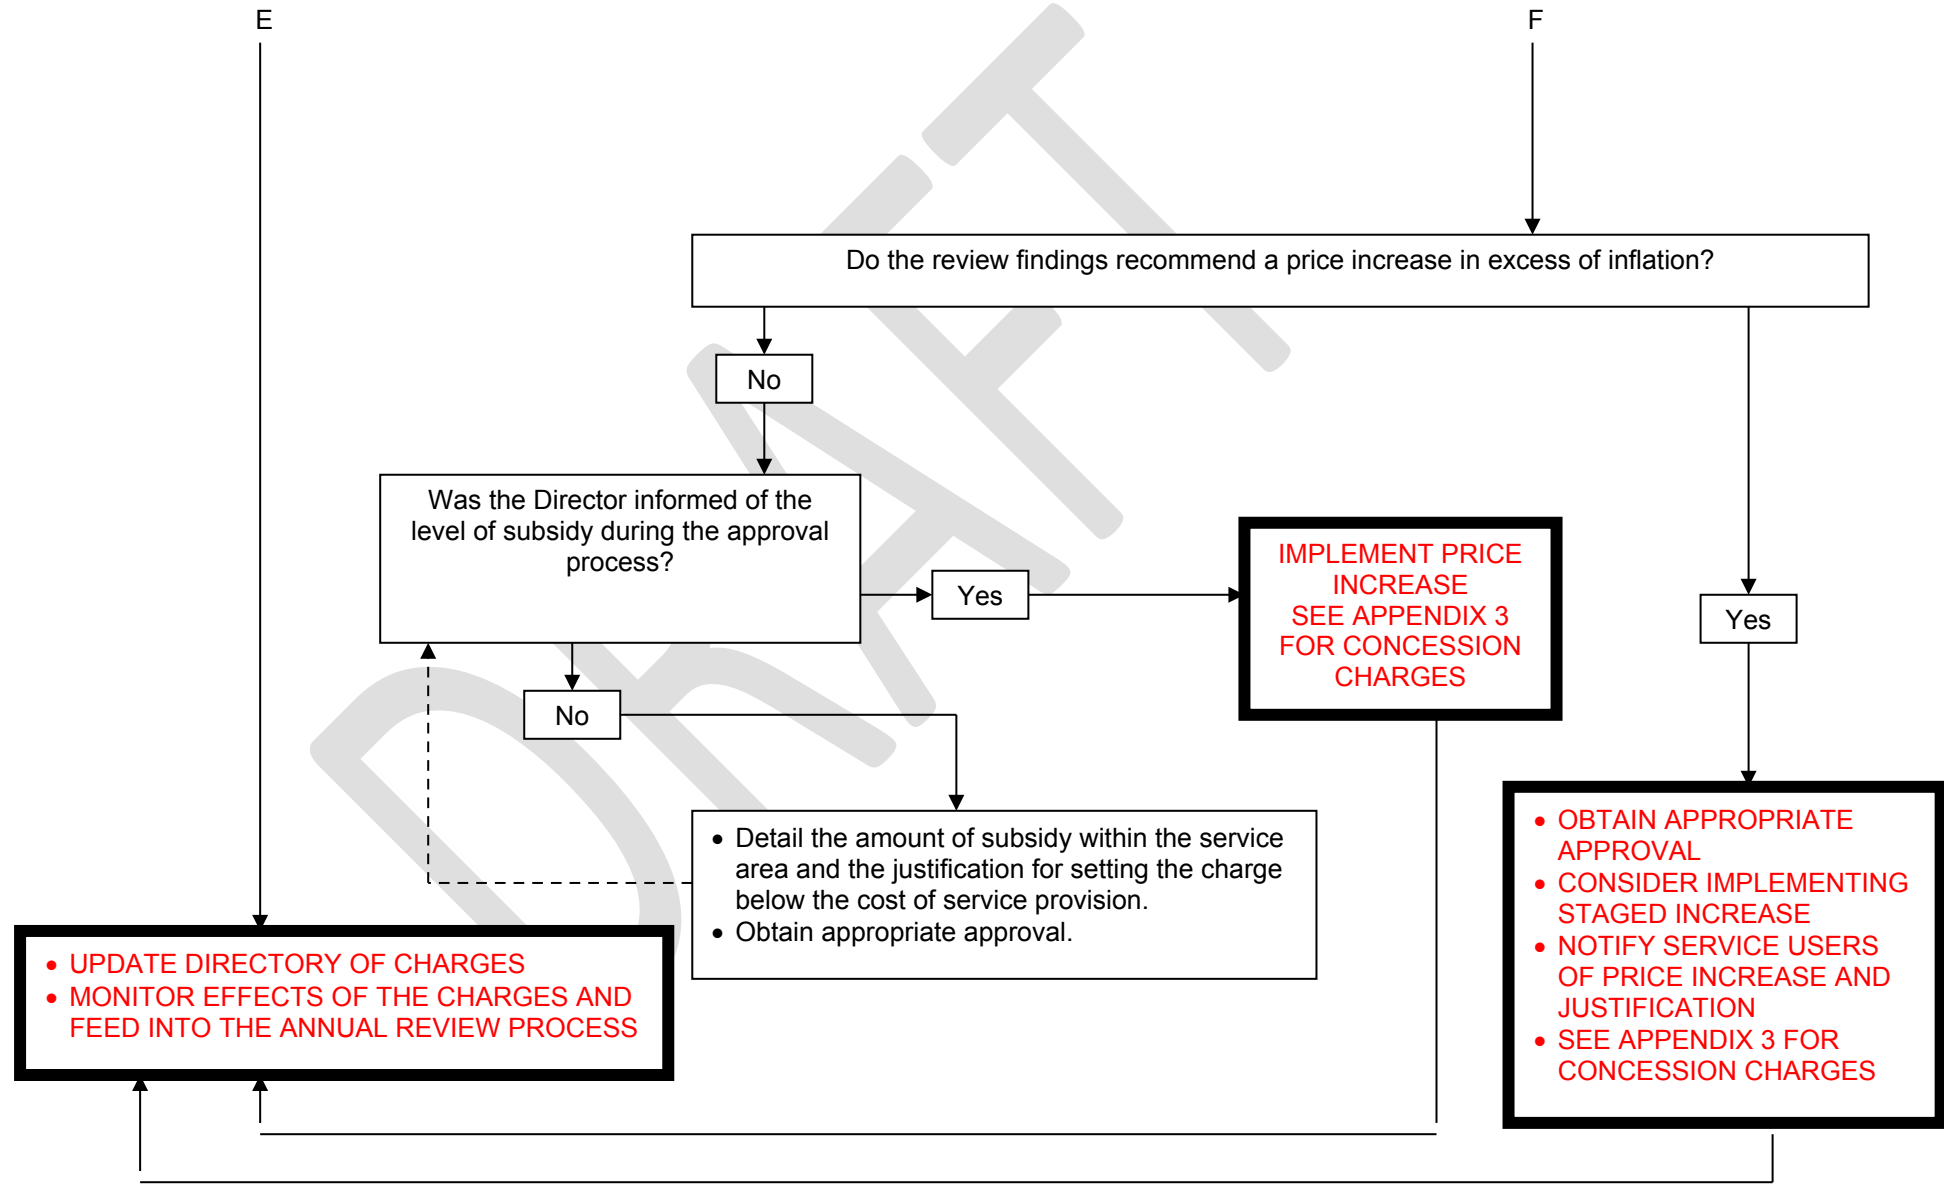 E
F
Do the review findings recommend a price increase in excess of inflation?
No
Was the Director informed of the
level of subsidy during the approval
process?
Yes
IMPLEMENT PRICE
INCREASE
SEE APPENDIX 3
FOR CONCESSION
CHARGES
Yes
No
• Detail the amount of subsidy within the service
area and the justification for setting the charge
below the cost of service provision.
• Obtain appropriate approval.
• OBTAIN APPROPRIATE
APPROVAL
• CONSIDER IMPLEMENTING
STAGED INCREASE
• NOTIFY SERVICE USERS
OF PRICE INCREASE AND
JUSTIFICATION
• SEE APPENDIX 3 FOR
CONCESSION CHARGES
• UPDATE DIRECTORY OF CHARGES
• MONITOR EFFECTS OF THE CHARGES AND
FEED INTO THE ANNUAL REVIEW PROCESS
DRAFT